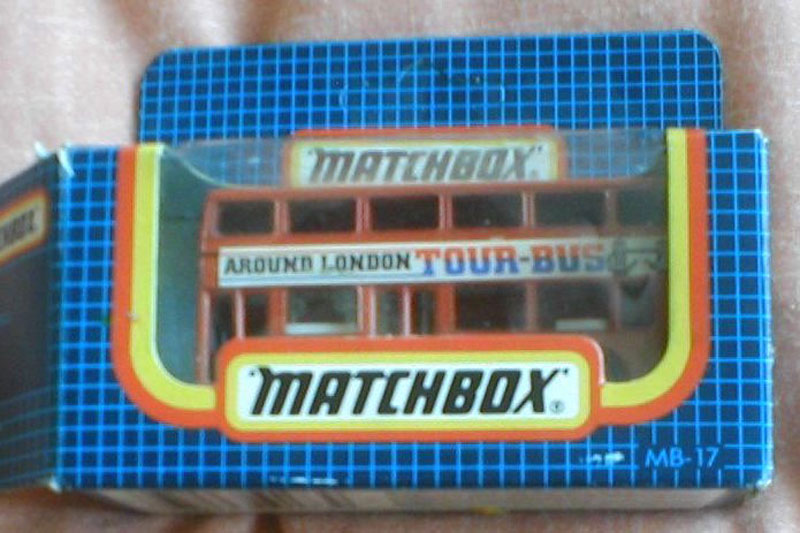 "MATCHBOX"®
AROUND LONDON TOUR-BUS
"MATCHBOX"®
MB-17